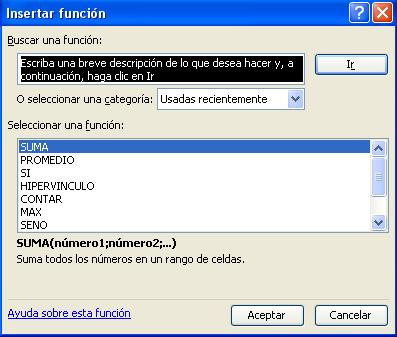 Insertar función
Buscar una función:
Escriba una breve descripción de lo que desea hacer y, a
continuación, haga clic en Ir
Ir
O seleccionar una categoría: Usadas recientemente
Seleccionar una función:
SUMA
PROMEDIO
SI
HIPERVINCULO
CONTAR
MAX
SENO
SUMA(número1;número2;...)
Suma todos los números en un rango de celdas.
Ayuda sobre esta función
Aceptar
Cancelar